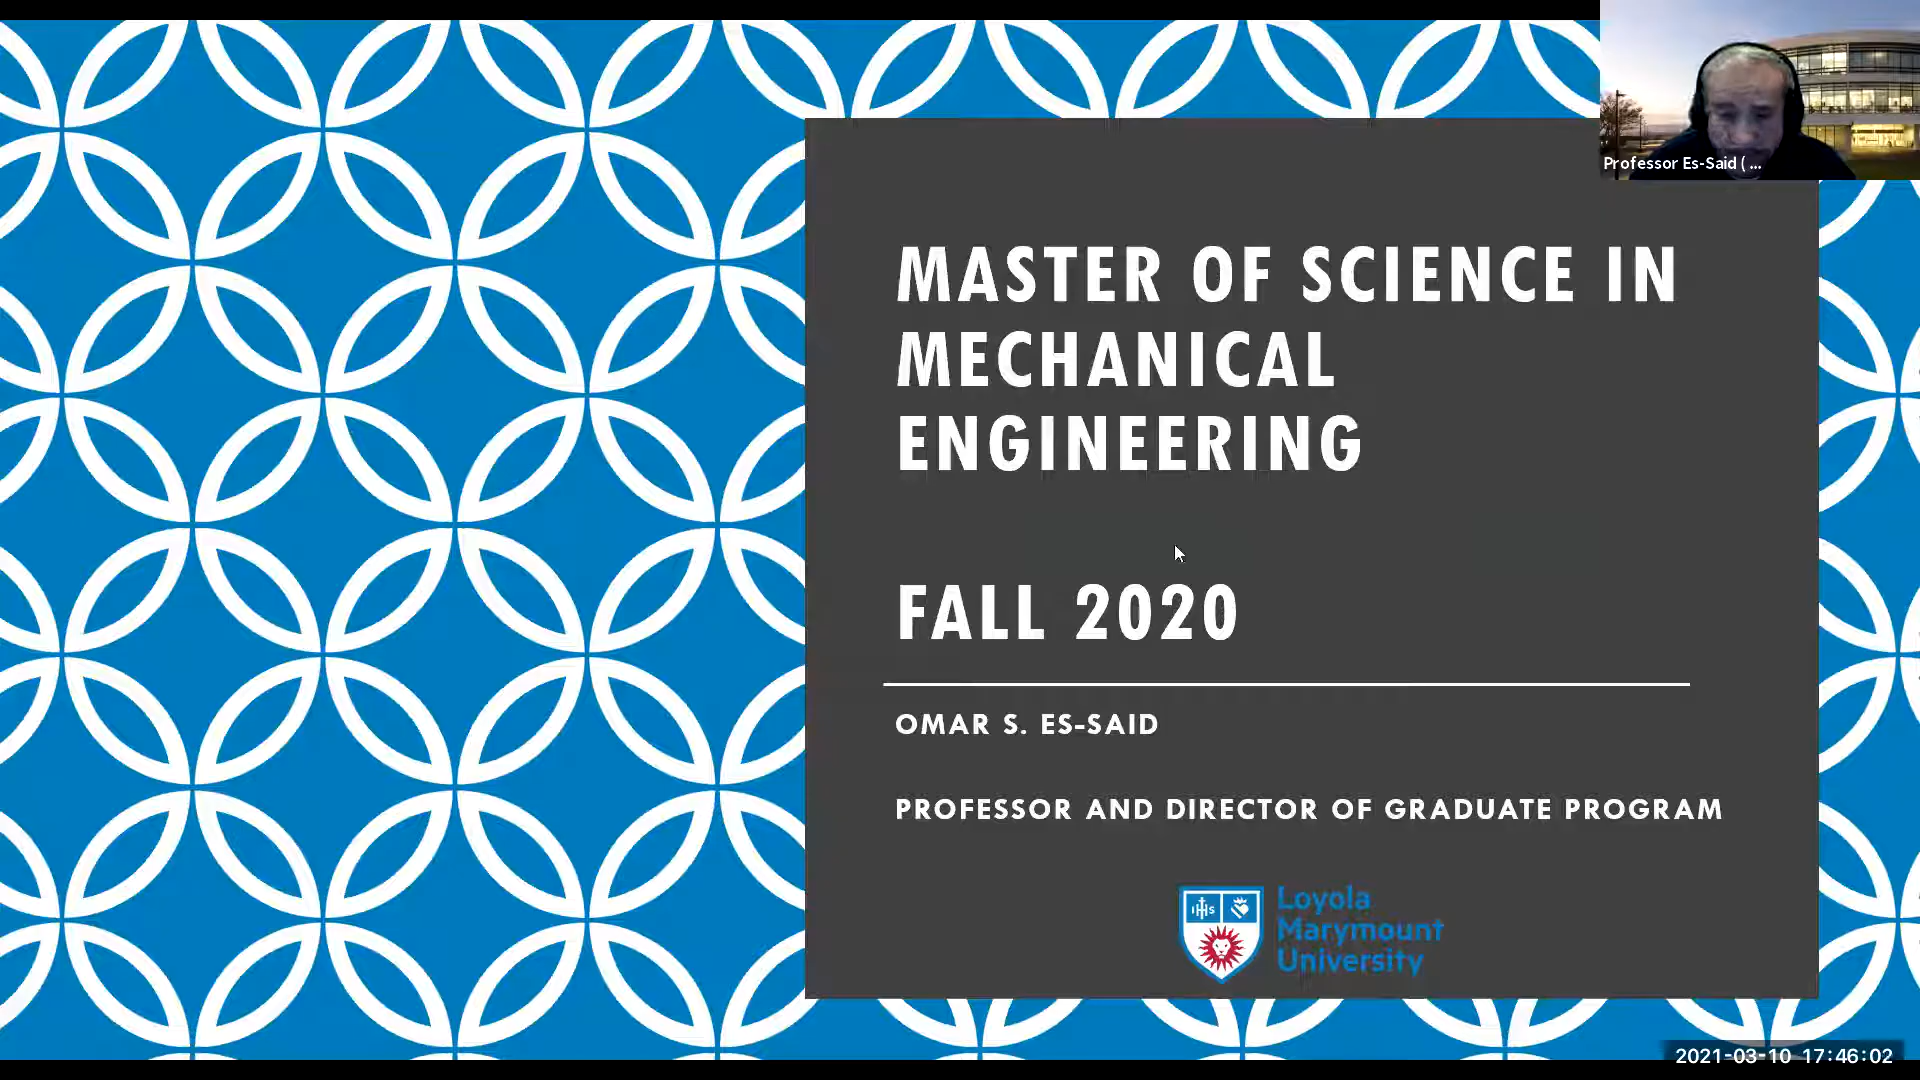 Professor Es-Said ( ...
MASTER OF SCIENCE IN
MECHANICAL
ENGINEERING
FALL 2020
OMAR S. ES-SAID
PROFESSOR AND DIRECTOR OF GRADUATE PROGRAM
IHS
Loyola
Marymount
University
2021-03-10 17:46:02